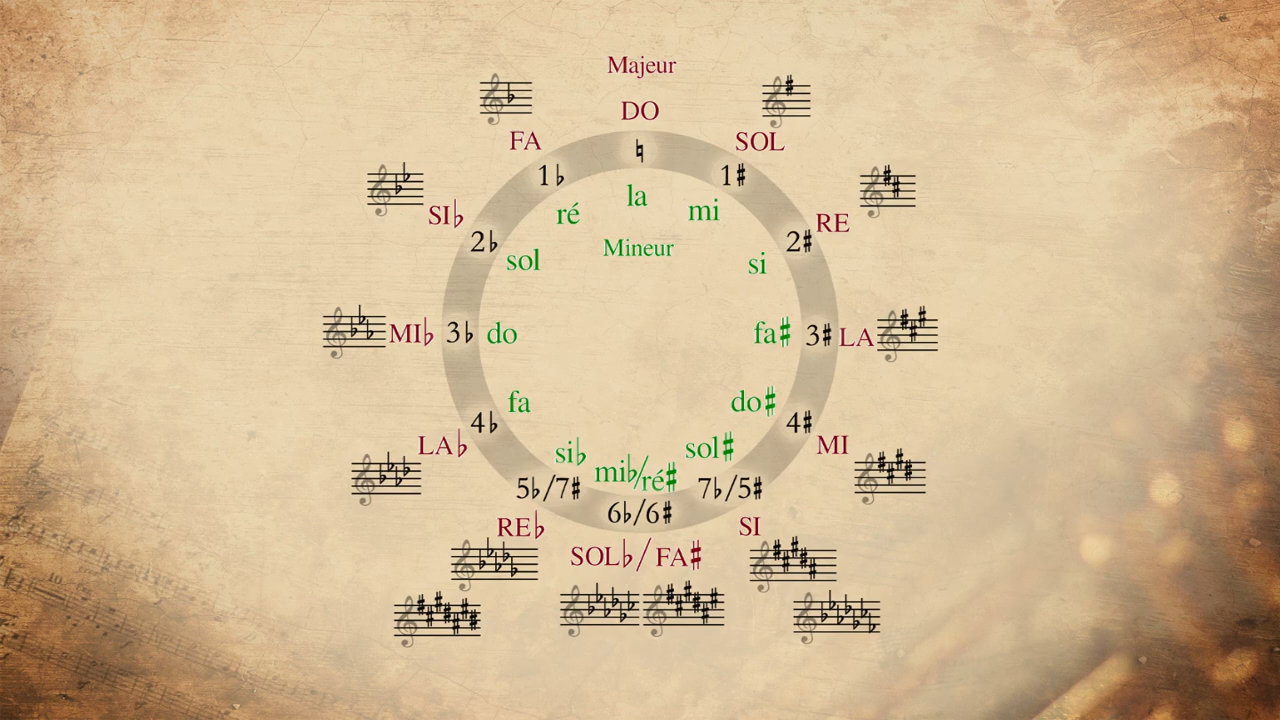 Majeur
DO
FA
SOL
♮
1♭
1♯
la
ré
mi
SI♭
RE
2♭
2♯
Mineur
sol
si
MI♭
3♭
do
fa♯
3♯
LA
fa
do♯
4♭
4♯
LA♭
MI
si♭
sol♯
mi♭/ré♯
5♭/7♯
7♭/5♯
6♭/6♯
RE♭
SI
SOL♭/FA♯